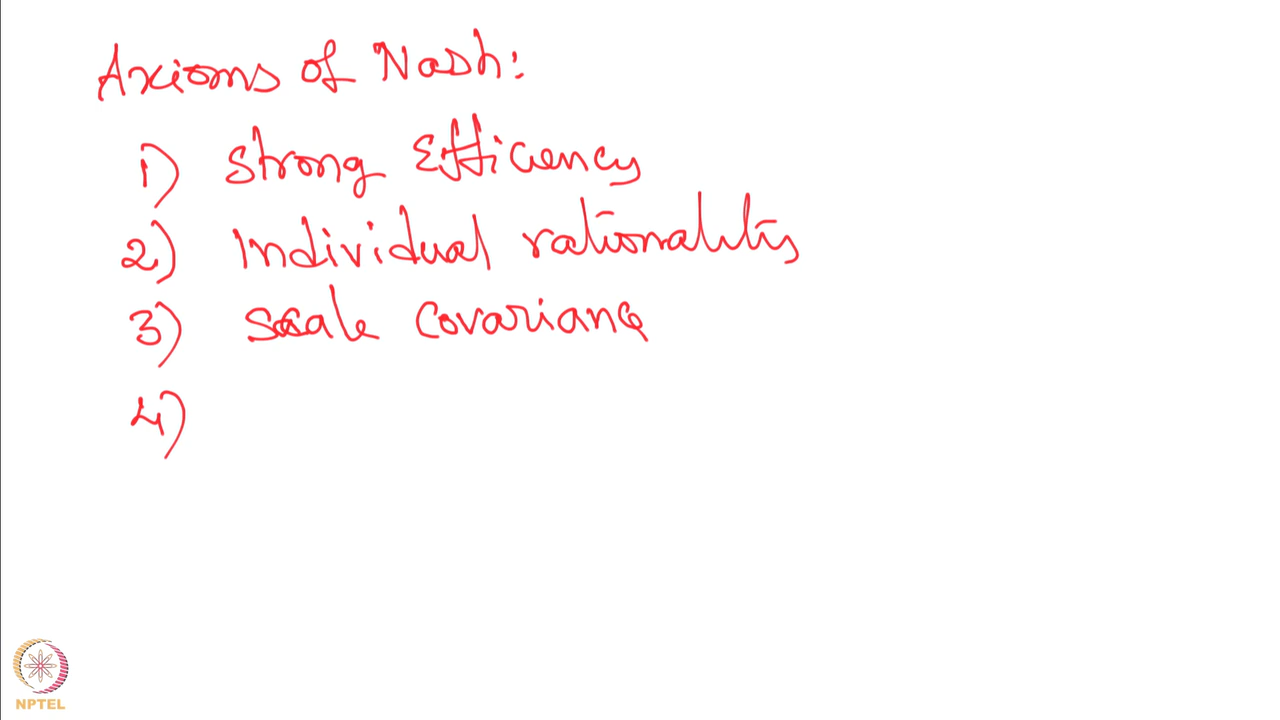 Axioms of Nash:
1) Strong Efficiency
2) Individual rationality
3) Scale Covariance
4)
NPTEL